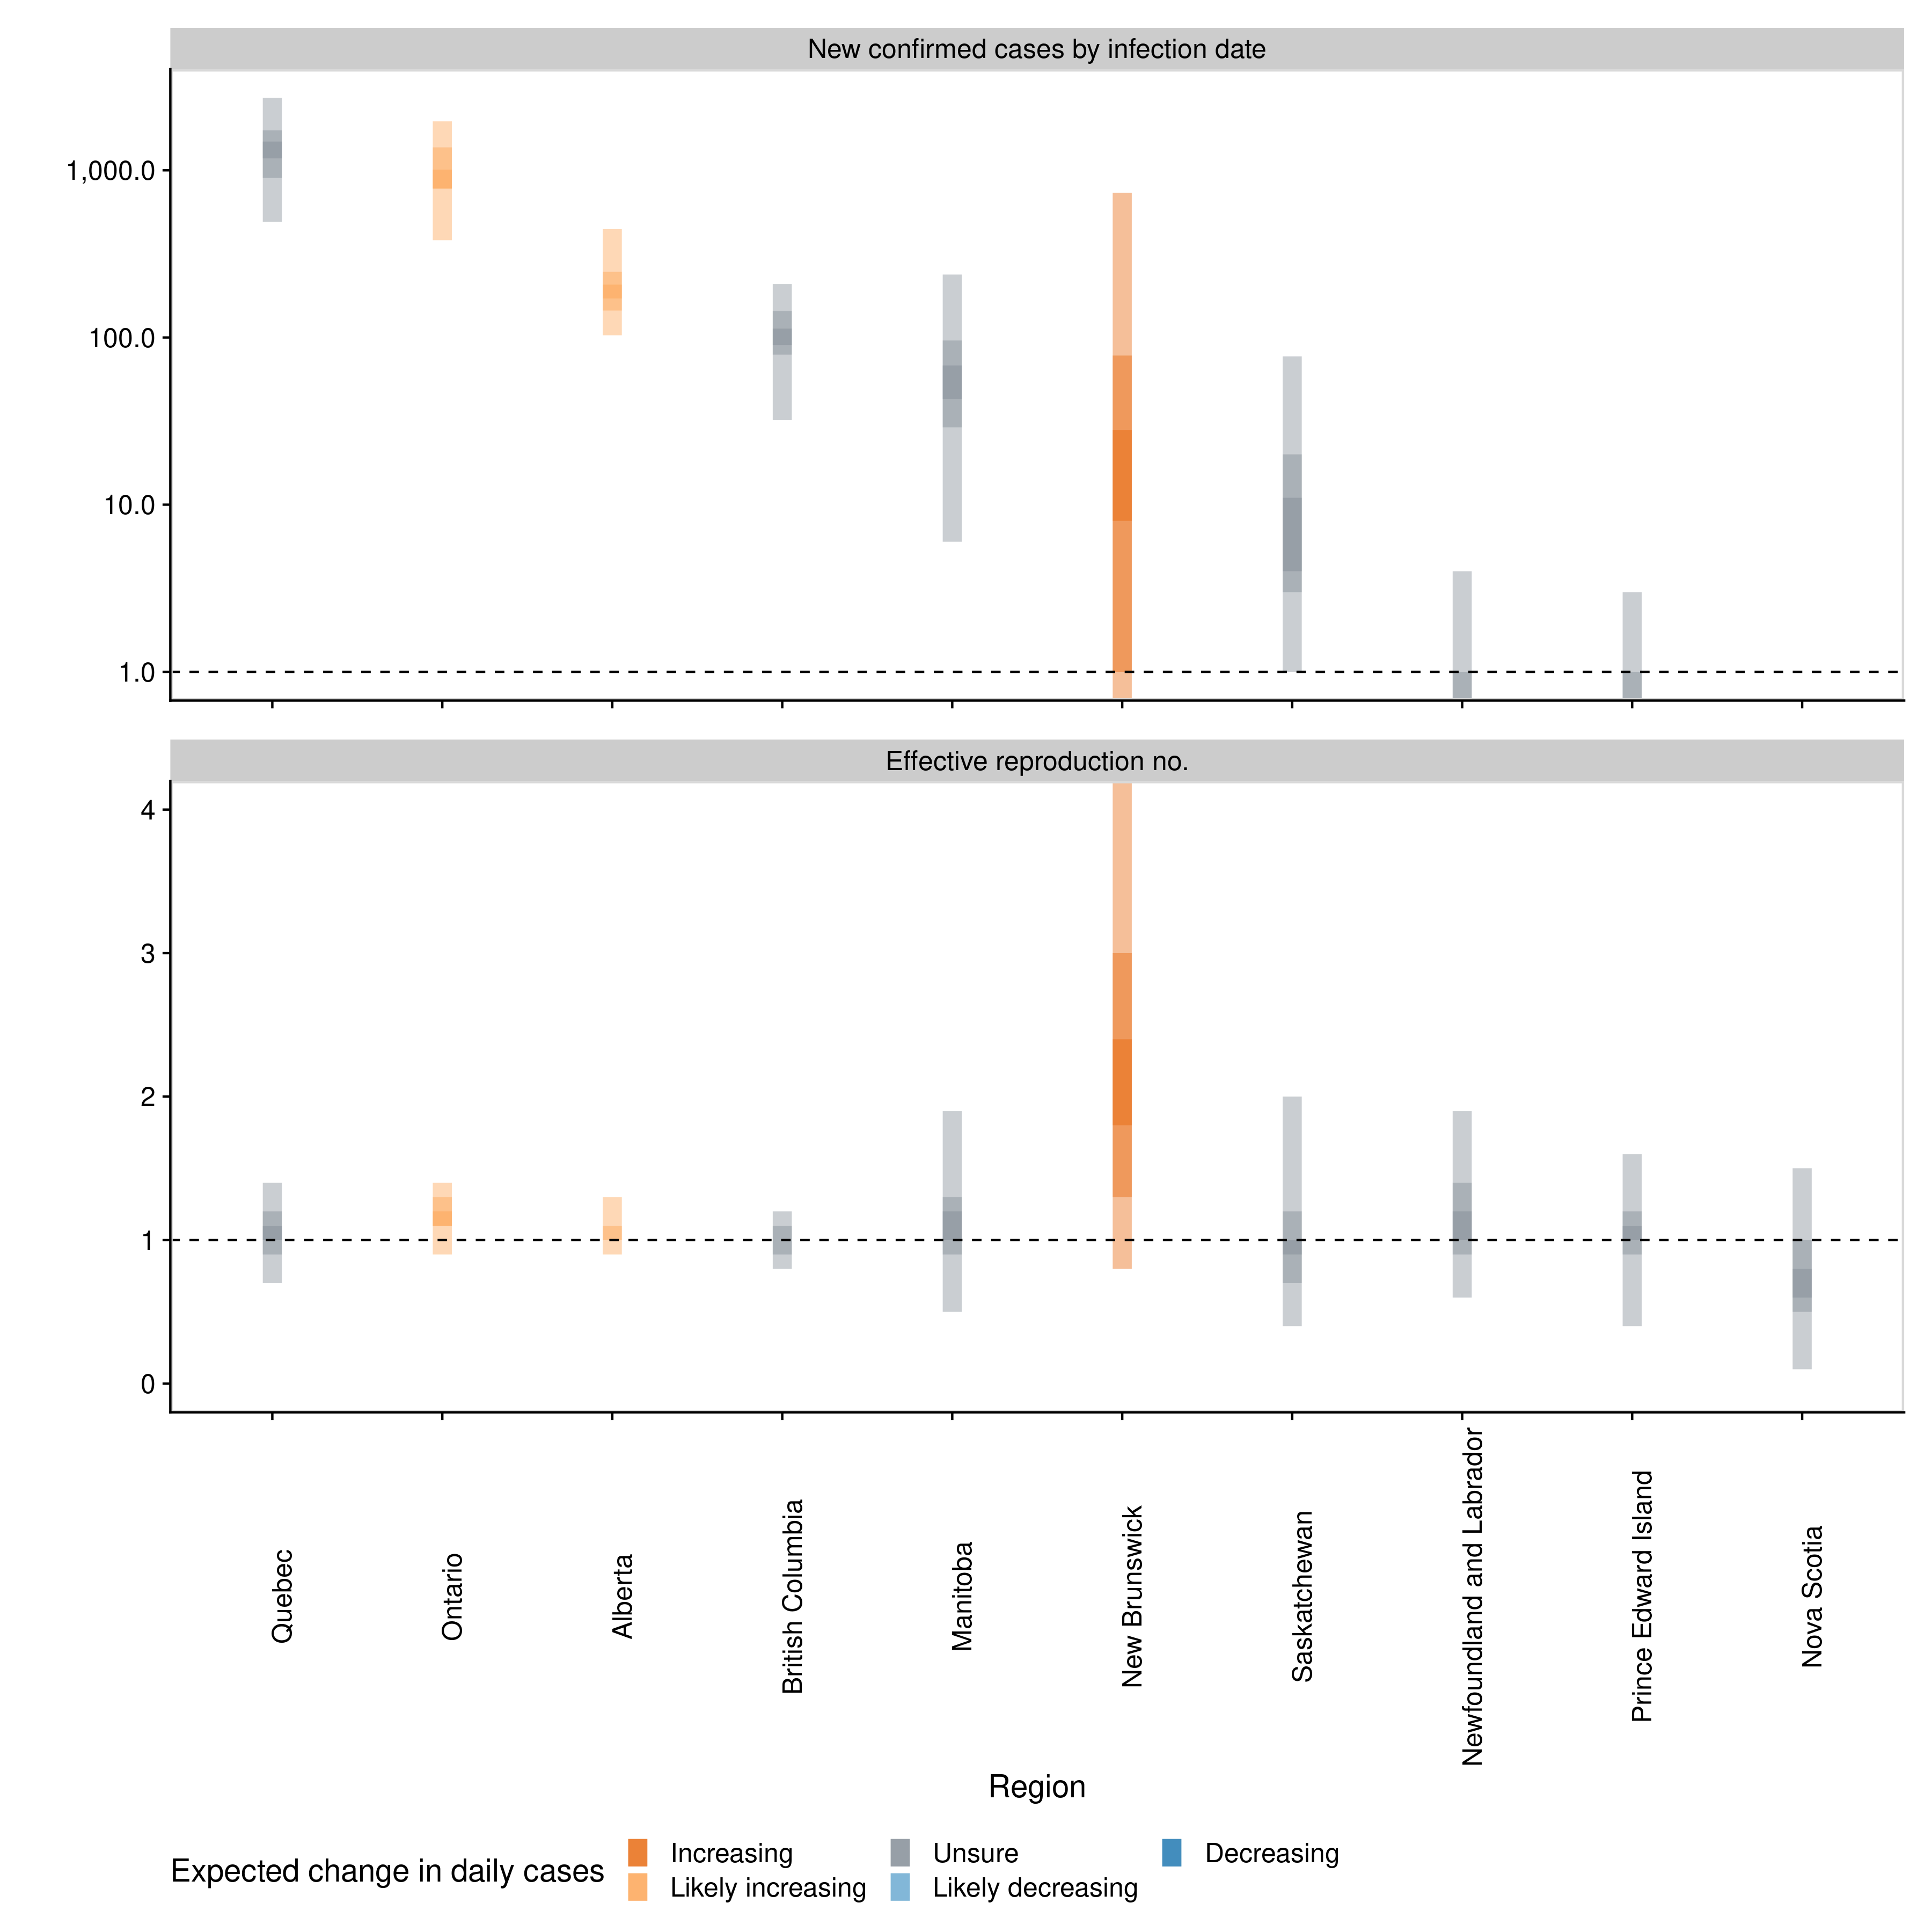 New confirmed cases by infection date
1,000.0
100.0
10.0
1.0
Effective reproduction no.
4
3
2
1
0
Quebec
Ontario
Alberta
British Columbia
Manitoba
New Brunswick
Saskatchewan
Newfoundland and Labrador
Prince Edward Island
Nova Scotia
Region
Expected change in daily cases
Increasing
Likely increasing
Unsure
Likely decreasing
Decreasing